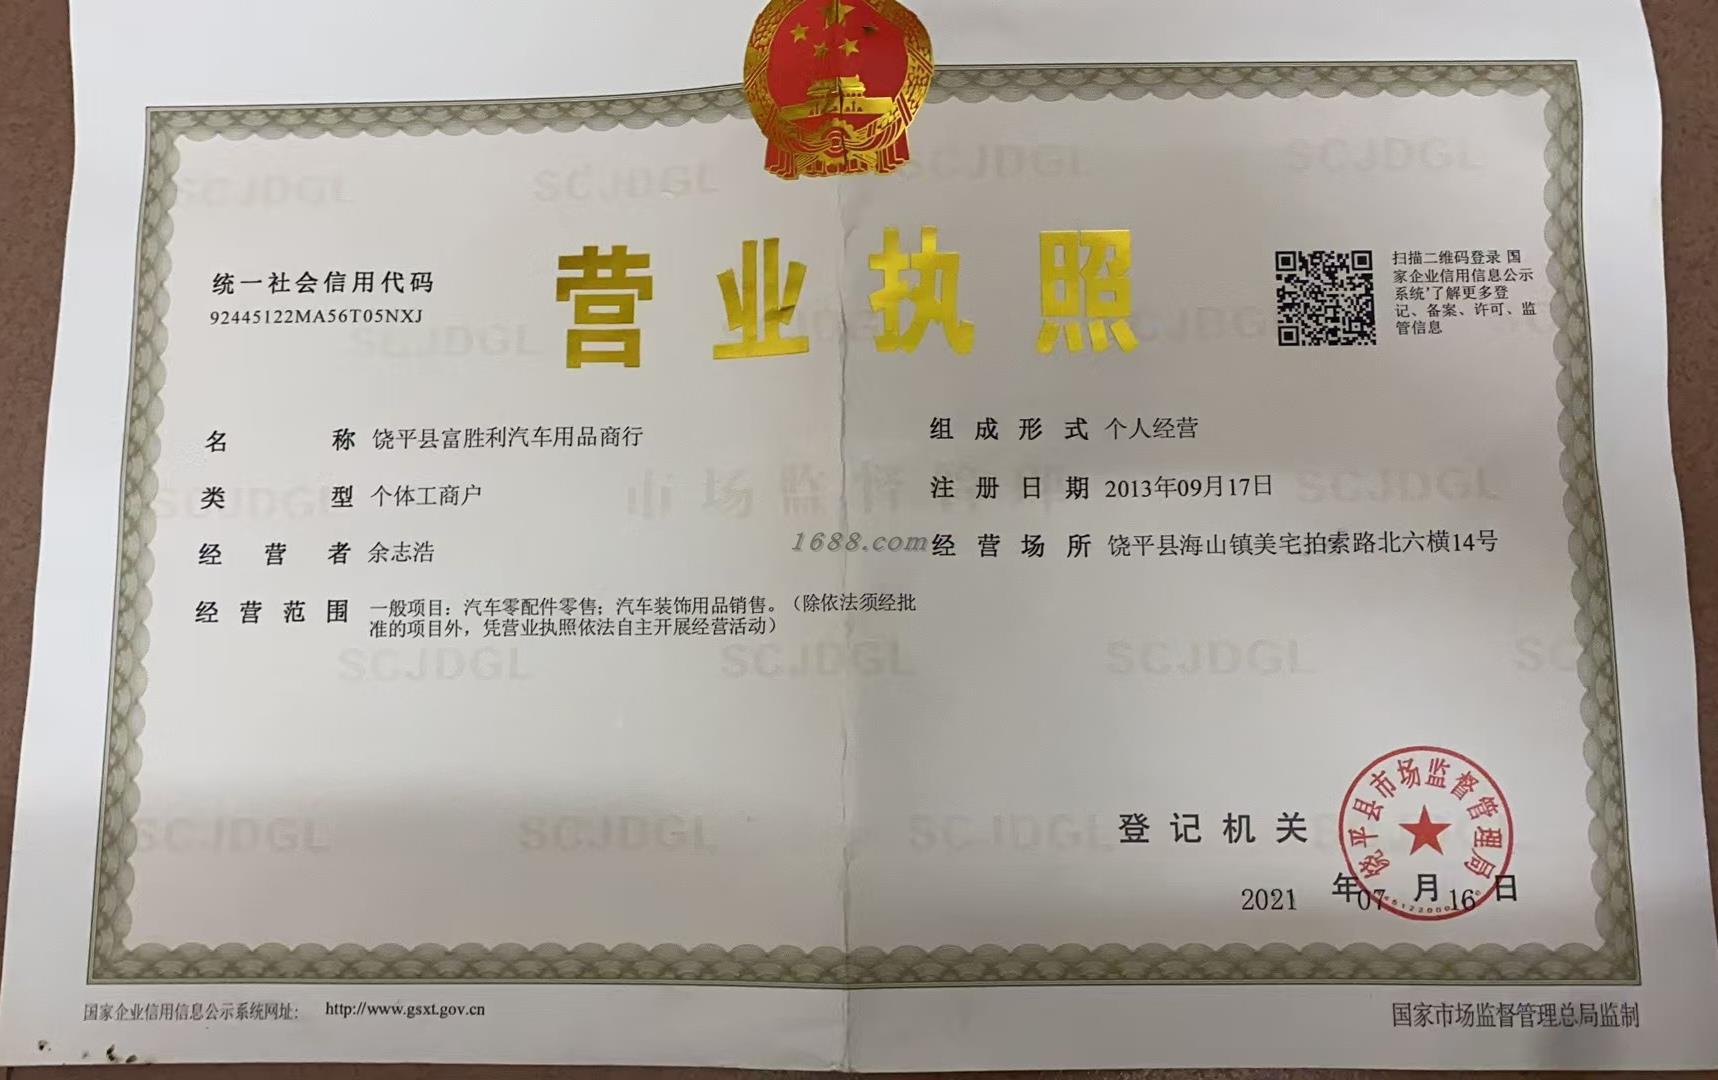 营业执照
统一社会信用代码
92445122MA56T05NXJ
扫描二维码登录 国
家企业信用信息公示
系统'了解更多登
记、备案、许可、监
管信息
名称 饶平县富胜利汽车用品商行
类型 个体工商户
经营者 余志浩
经营范围 一般项目：汽车零配件零售；汽车装饰用品销售。（除依法须经批
准的项目外，凭营业执照依法自主开展经营活动）
组成形式 个人经营
注册日期 2013年09月17日
经营场所 饶平县海山镇美宅拍索路北六横14号
1688.com
市场监督管理
SCJDGL
登记机关
饶平县市场监督管理局
2021年07月16日
国家企业信用信息公示系统网址： http://www.gsxt.gov.cn
国家市场监督管理总局监制